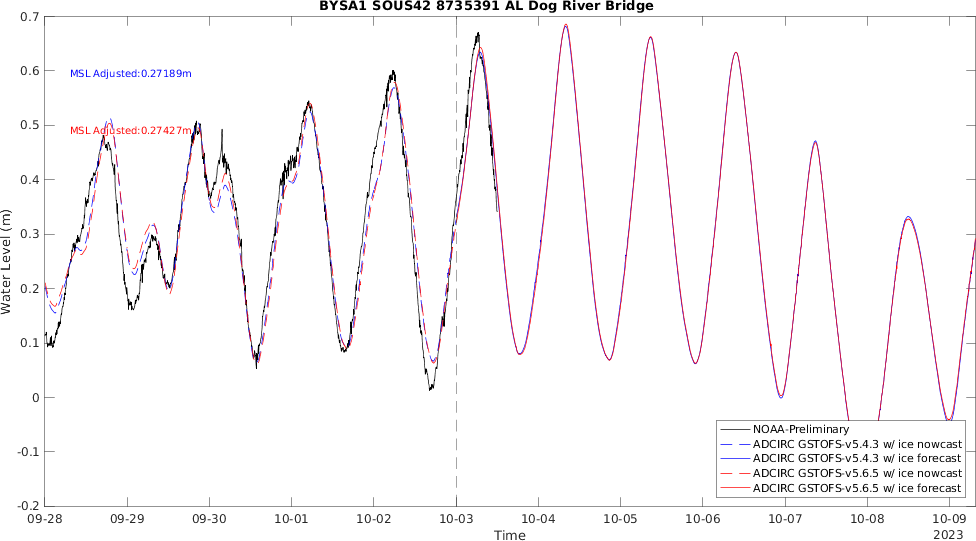 BYSA1 SOUS42 8735391 AL Dog River Bridge
0.7
0.6
0.5
0.4
0.3
0.2
0.1
0
-0.1
-0.2
Water Level (m)
MSL Adjusted:0.27189m
MSL Adjusted:0.27427m
NOAA-Preliminary
ADCIRC GSTOFS-v5.4.3 w/ ice nowcast
ADCIRC GSTOFS-v5.4.3 w/ ice forecast
ADCIRC GSTOFS-v5.6.5 w/ ice nowcast
ADCIRC GSTOFS-v5.6.5 w/ ice forecast
09-28 09-29 09-30 10-01 10-02 10-03 10-04 10-05 10-06 10-07 10-08 10-09
2023
Time